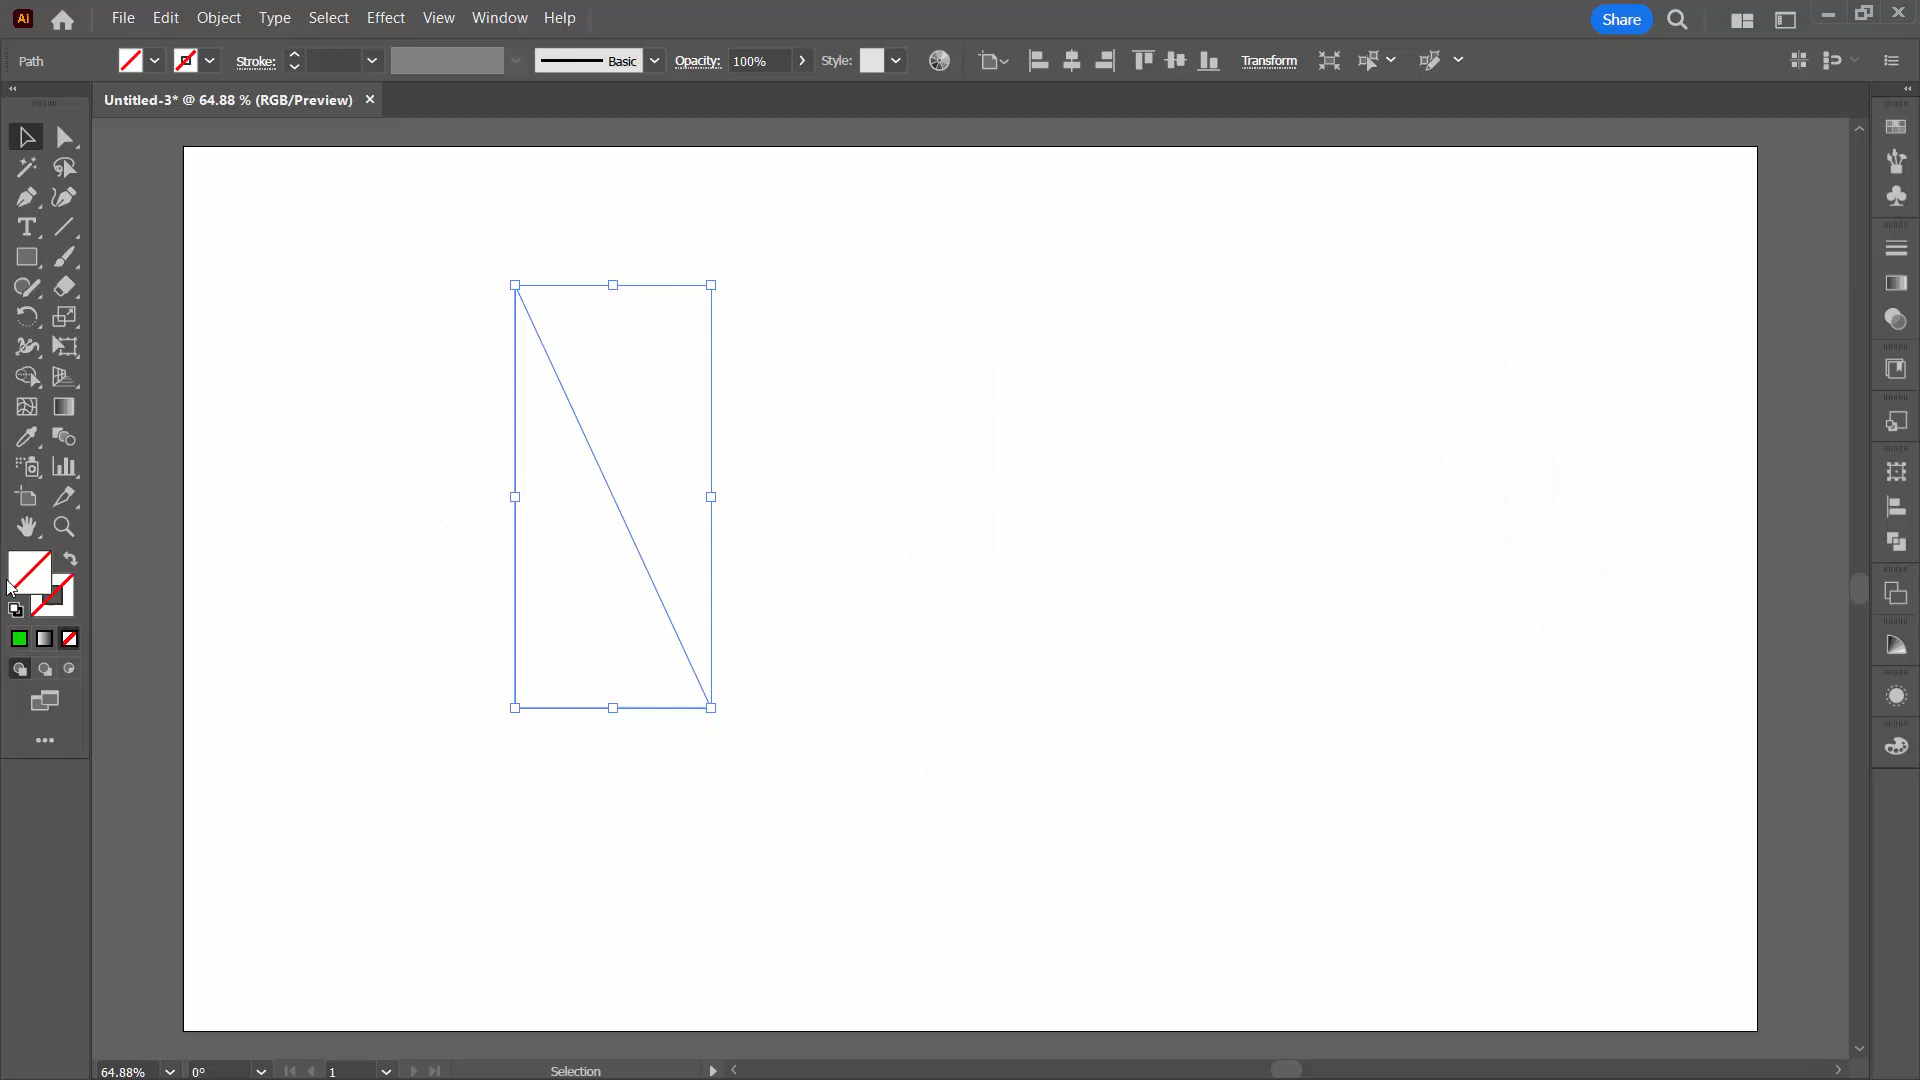 Ai File Edit Object Type Select Effect View Window Help Share
Path Stroke: Basic Opacity: 100% Style: Transform
Untitled-3* @ 64.88 % (RGB/Preview)
64.88% 0° 1 Selection